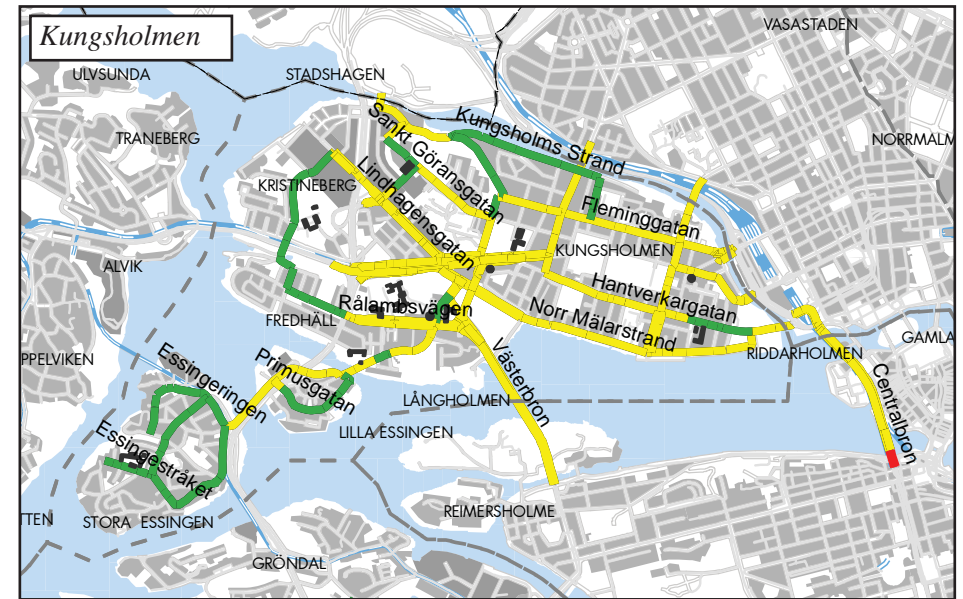 Kungsholmen
VASASTADEN
ULVSUNDA
STADSHAGEN
Sankt Göransgatan
Kungsholms Strand
TRANEBERG
NORRMALM
KRISTINEBERG
Lindhagensgatan
Fleminggatan
KUNGSHOLMEN
ALVIK
Hantverkargatan
Rålambsvägen
Norr Mälarstrand
FREDHÄLL
GAMLA
PPELVIKEN
Essingeringen
Primusgatan
Västerbron
RIDDARHOLMEN
Centralbron
LÅNGHOLMEN
LILLA ESSINGEN
Essingestråket
REIMERSHOLME
TTEN
STORA ESSINGEN
GRÖNDAL